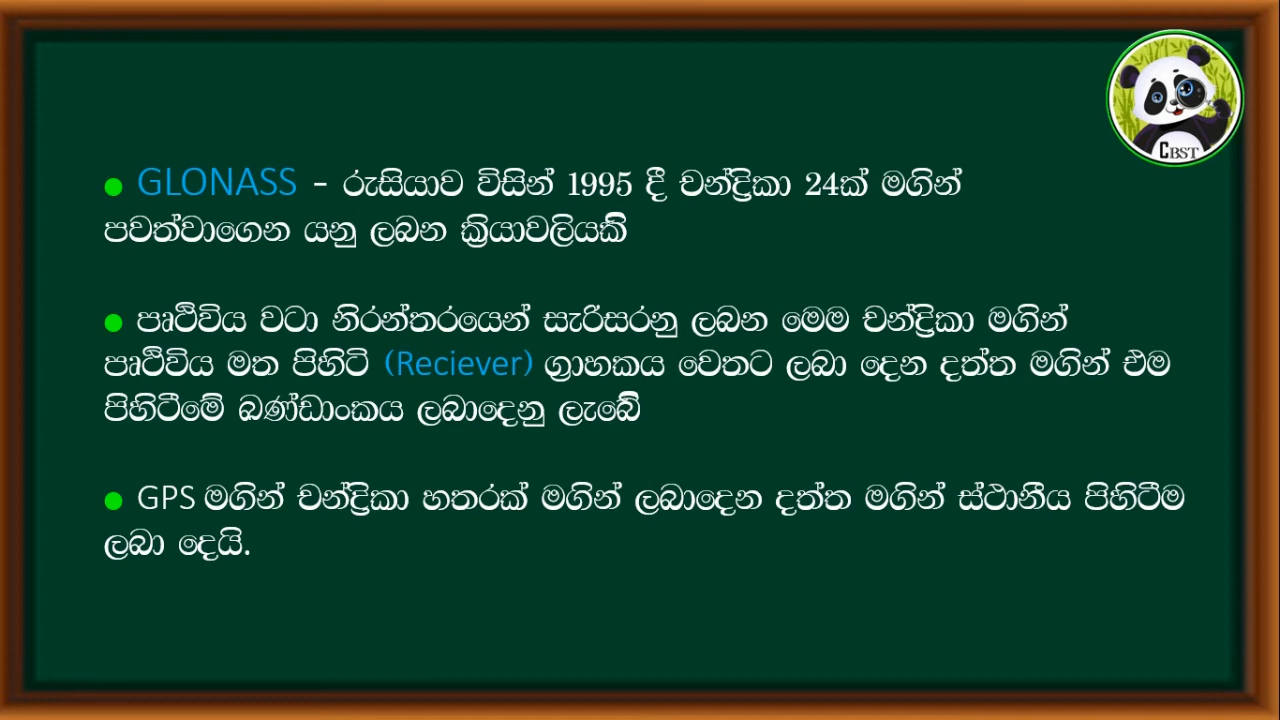 CBST
● GLONASS - රුසියාව විසින් 1995 දී චන්ද්‍රිකා 24ක් මගින්
පවත්වාගෙන යනු ලබන ක්‍රියාවලියකි
● පෘථිවිය වටා නිරන්තරයෙන් සැරිසරනු ලබන මෙම චන්ද්‍රිකා මගින්
පෘථිවිය මත පිහිටි (Reciever) ග්‍රාහකය වෙතට ලබා දෙන දත්ත මගින් එම
පිහිටීමේ ඛණ්ඩාංකය ලබාදෙනු ලැබේ
● GPS මගින් චන්ද්‍රිකා හතරක් මගින් ලබාදෙන දත්ත මගින් ස්ථානීය පිහිටීම
ලබා දෙයි.